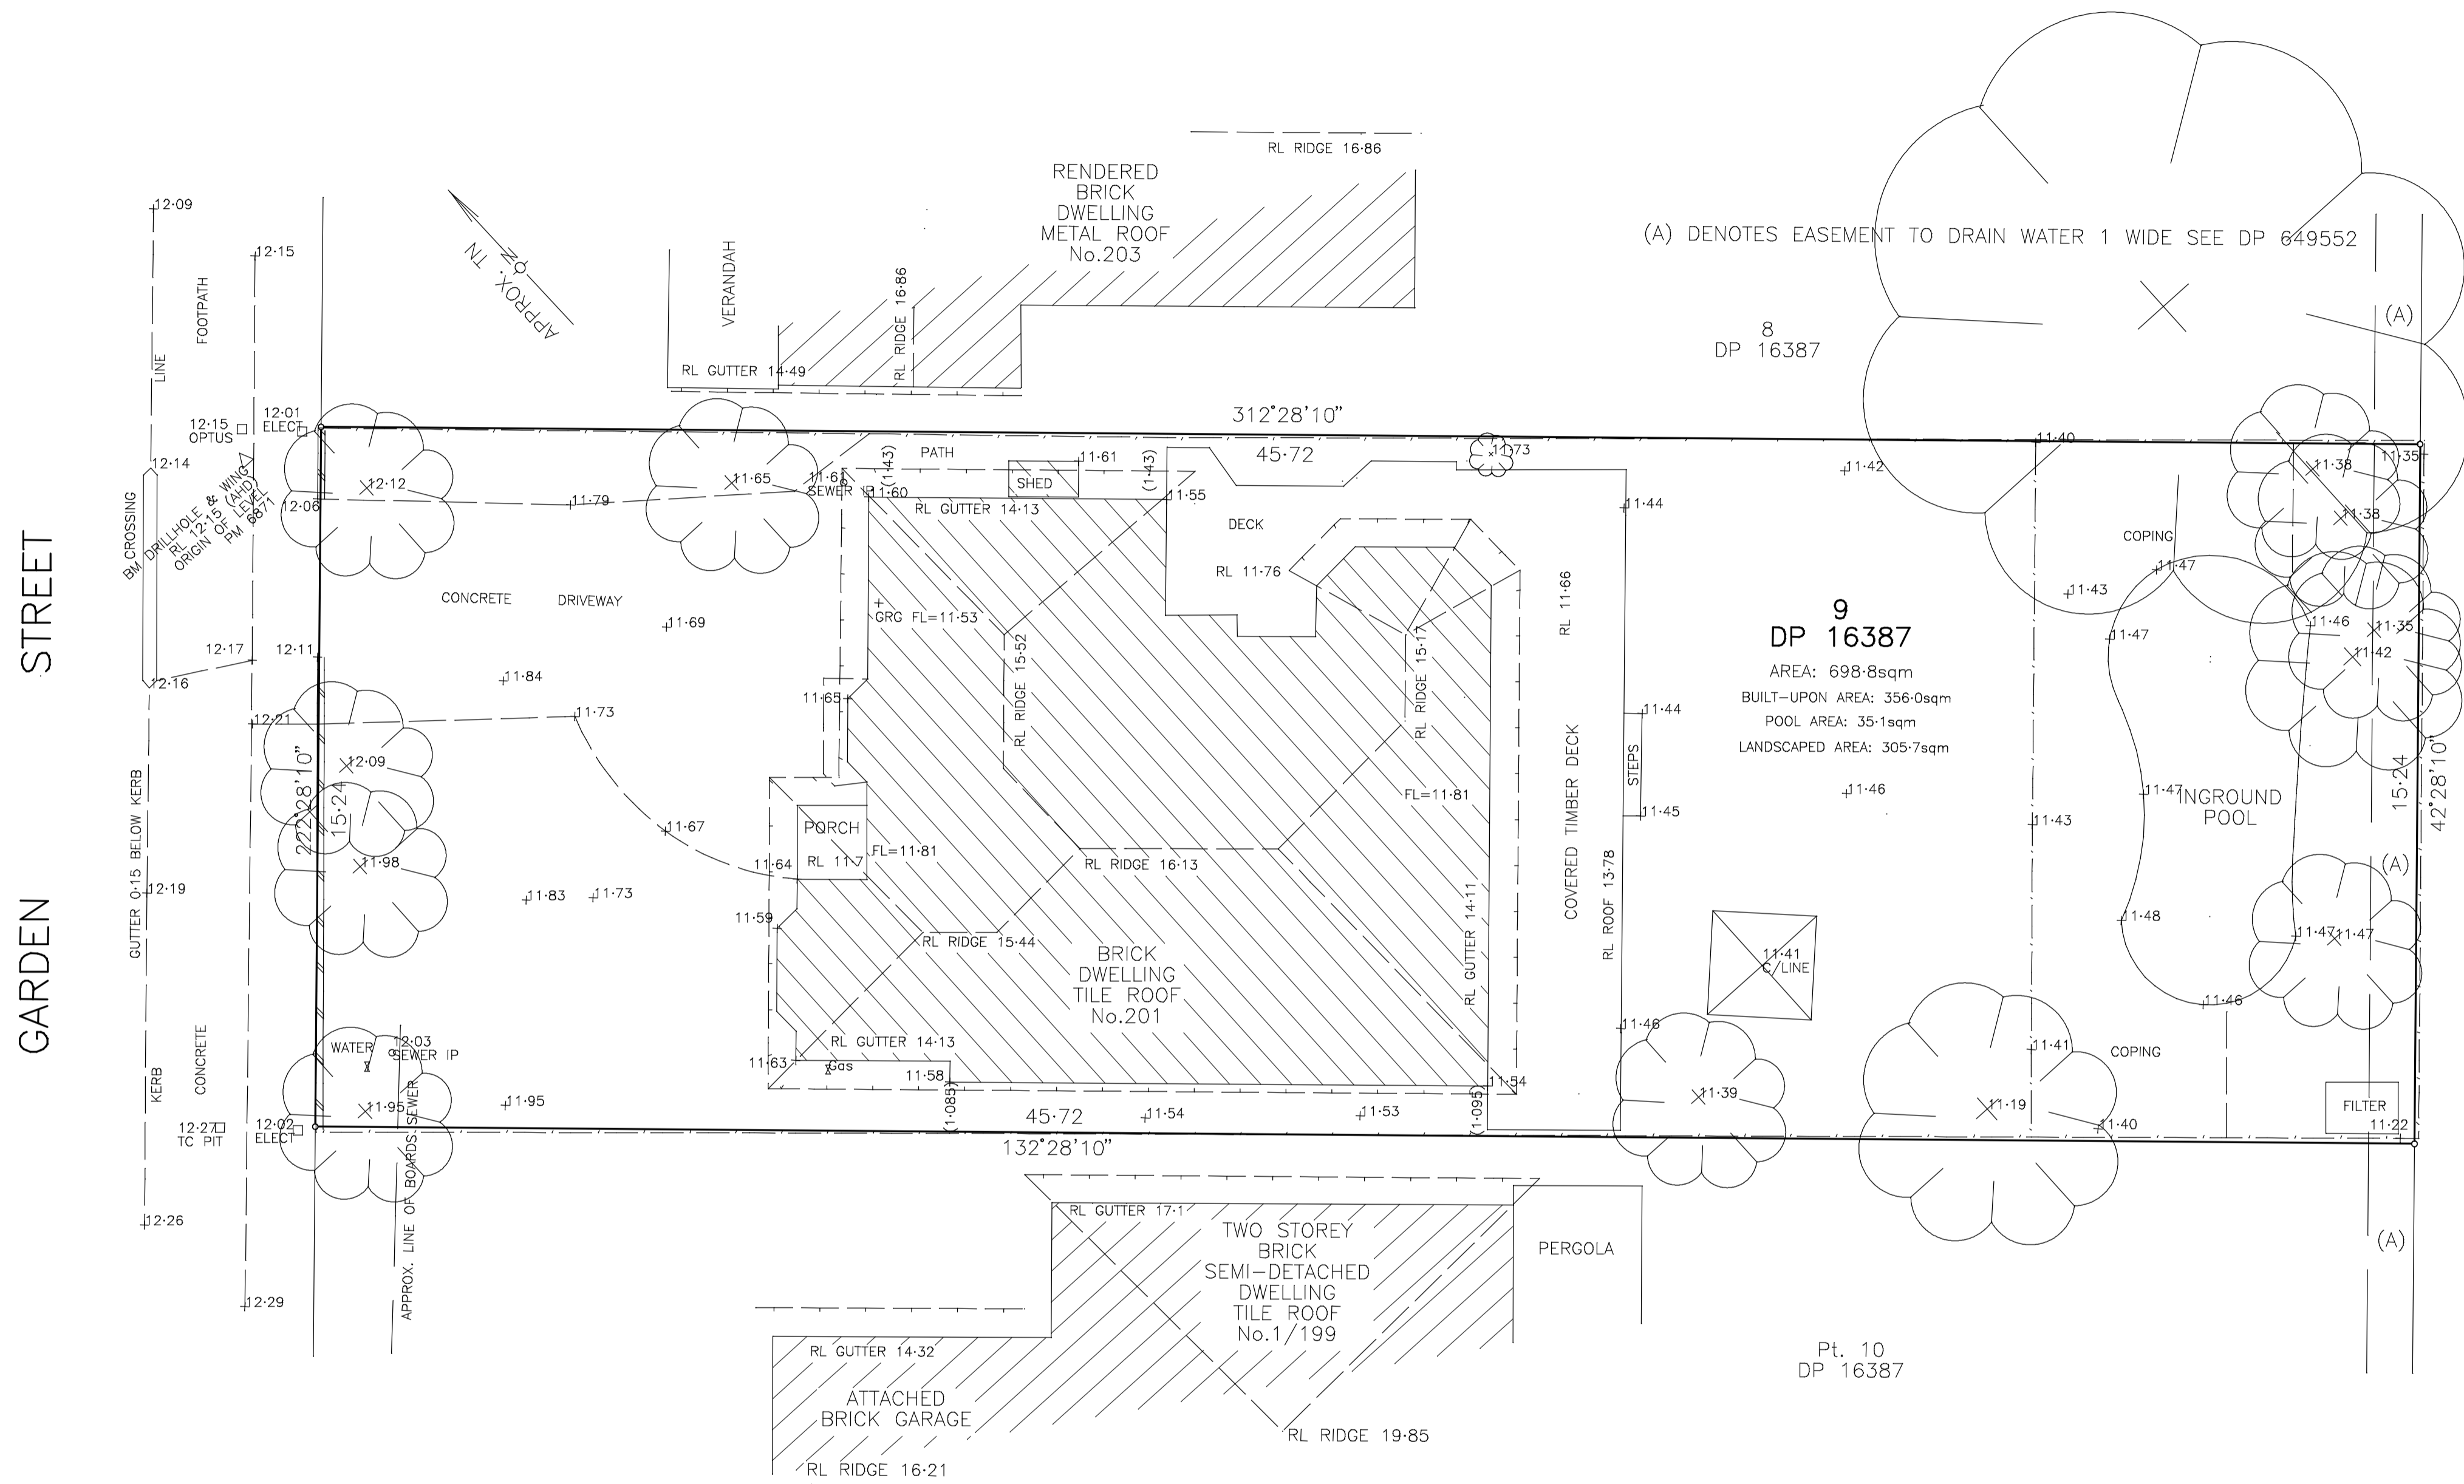 GARDEN STREET
12·09
12·15
FOOTPATH
LINE
12·15
OPTUS
12·01
ELECT
12·14
BM DRILLHOLE & WING
RL 12·15 (AHD)
ORIGIN OF LEVEL
PM 6871
CROSSING
12·06
12·12
12·17
12·11
12·16
12·21
12·09
222°28'10"
15·24
11·98
GUTTER 0·15 BELOW KERB
12·19
KERB
CONCRETE
WATER
12·03
SEWER IP
11·95
12·27
TC PIT
12·02
ELECT
12·26
12·29
APPROX. LINE OF BOARDS SEWER
APPROX. TN
VERANDAH
RL GUTTER 14·49
RL RIDGE 16·86
RENDERED
BRICK
DWELLING
METAL ROOF
No.203
RL RIDGE 16·86
312°28'10"
45·72
11·65
11·79
11·61
SEWER IP
(1·43)
PATH
11·61
SHED
(1·43)
11·60
11·55
RL GUTTER 14·13
CONCRETE DRIVEWAY
11·69
11·84
11·73
11·65
GRG FL=11·53
RL RIDGE 15·52
DECK
RL 11·76
RL RIDGE 15·17
11·73
11·44
RL 11·66
11·44
STEPS
11·45
FL=11·81
11·67
11·64
PORCH
RL 11·7
FL=11·81
RL RIDGE 16·13
11·83
11·73
11·59
RL RIDGE 15·44
BRICK
DWELLING
TILE ROOF
No.201
RL GUTTER 14·11
COVERED TIMBER DECK
RL ROOF 13·78
RL GUTTER 14·13
11·63
Gas
11·58
11·54
11·46
11·95
(1·085)
45·72
11·54
11·53
(1·095)
132°28'10"
(A) DENOTES EASEMENT TO DRAIN WATER 1 WIDE SEE DP 649552
(A)
8
DP 16387
11·42
11·40
11·38
11·35
11·38
COPING
11·47
11·43
11·47
11·46
11·35
11·42
9
DP 16387
AREA: 698·8sqm
BUILT-UPON AREA: 356·0sqm
POOL AREA: 35·1sqm
LANDSCAPED AREA: 305·7sqm
11·46
11·43
11·47
INGROUND
POOL
15·24
42°28'10"
(A)
11·48
11·47
11·47
11·41
C/LINE
11·46
11·41
COPING
11·39
11·19
11·40
FILTER
11·22
(A)
RL GUTTER 17·1
TWO STOREY
BRICK
SEMI-DETACHED
DWELLING
TILE ROOF
No.1/199
PERGOLA
RL GUTTER 14·32
ATTACHED
BRICK GARAGE
RL RIDGE 16·21
RL RIDGE 19·85
Pt. 10
DP 16387